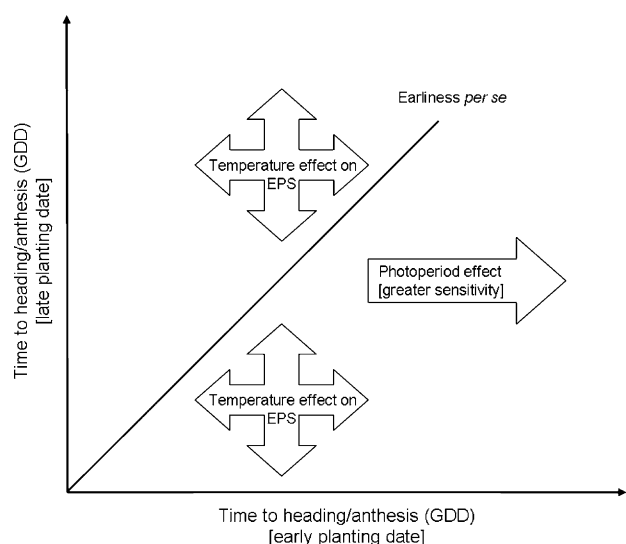 Earliness per se
Temperature effect on
EPS
Photoperiod effect
[greater sensitivity]
Temperature effect on
EPS
Time to heading/anthesis (GDD)
[late planting date]
Time to heading/anthesis (GDD)
[early planting date]